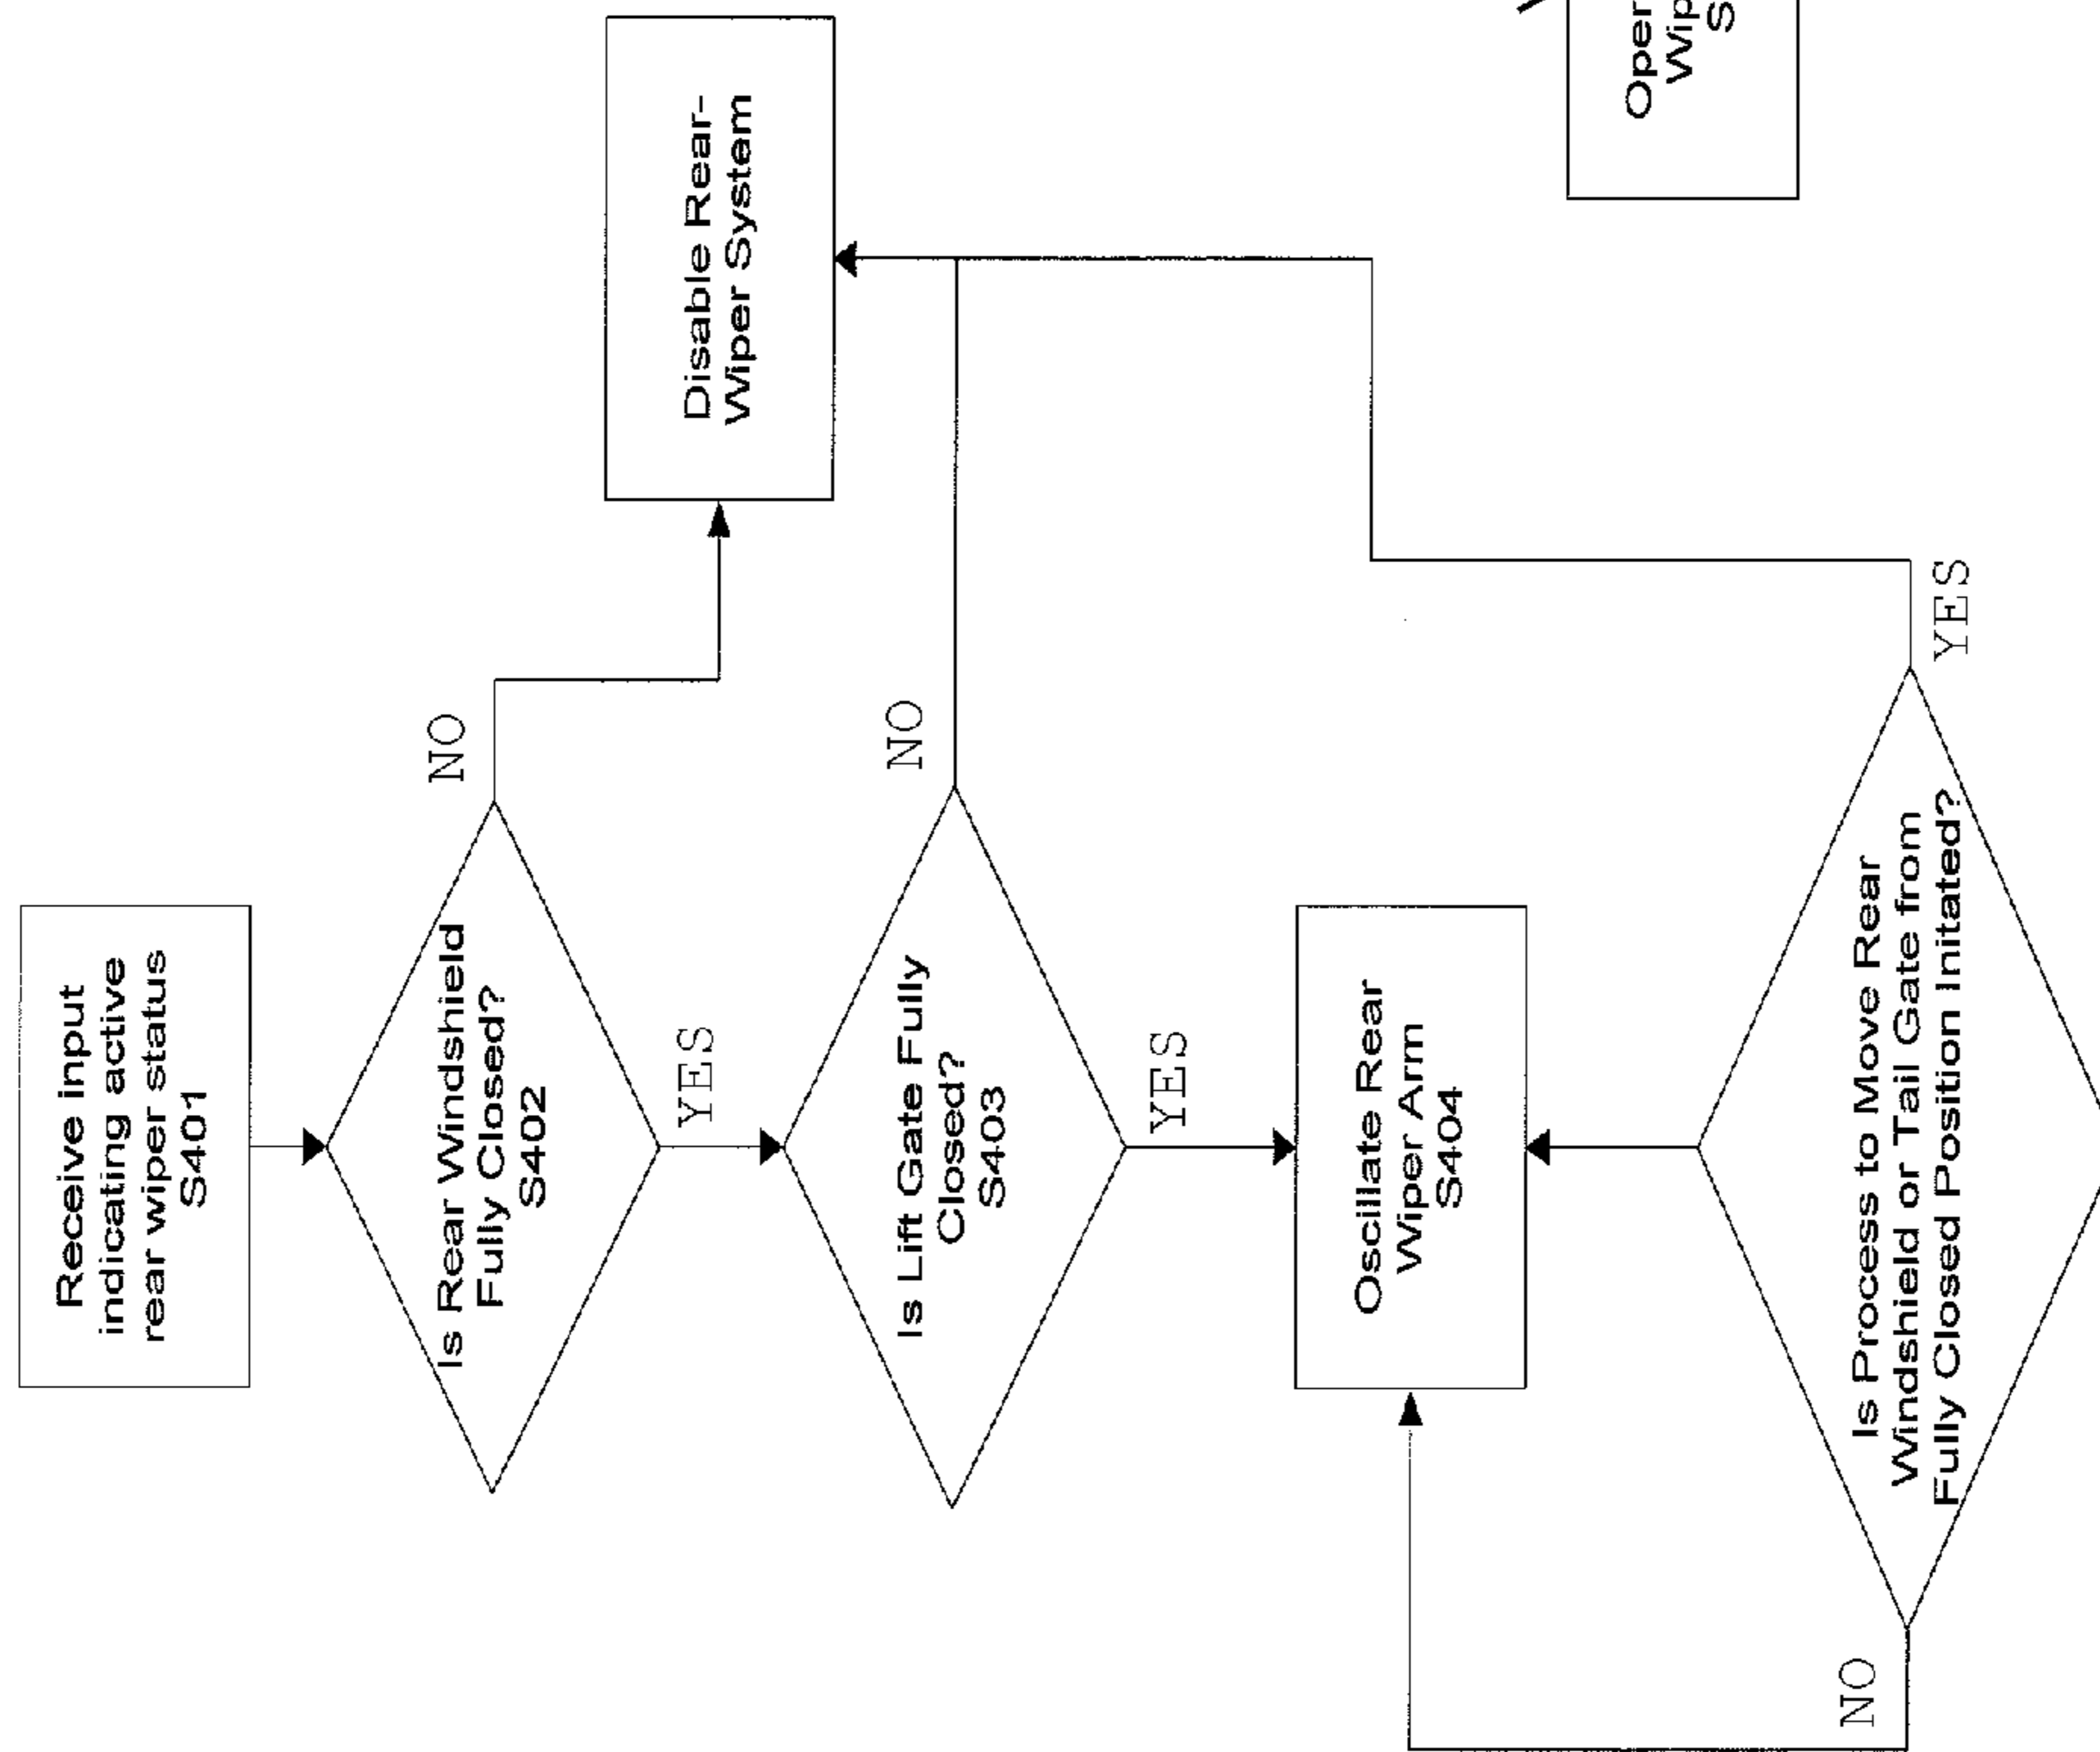 Receive input
indicating active
rear wiper status
S401
Is Rear Windshield
Fully Closed?
S402
NO
YES
Disable Rear-
Wiper System
Is Lift Gate Fully
Closed?
S403
NO
YES
Oscillate Rear
Wiper Arm
S404
Is Process to Move Rear
Windshield or Tail Gate from
Fully Closed Position Initated?
YES
NO